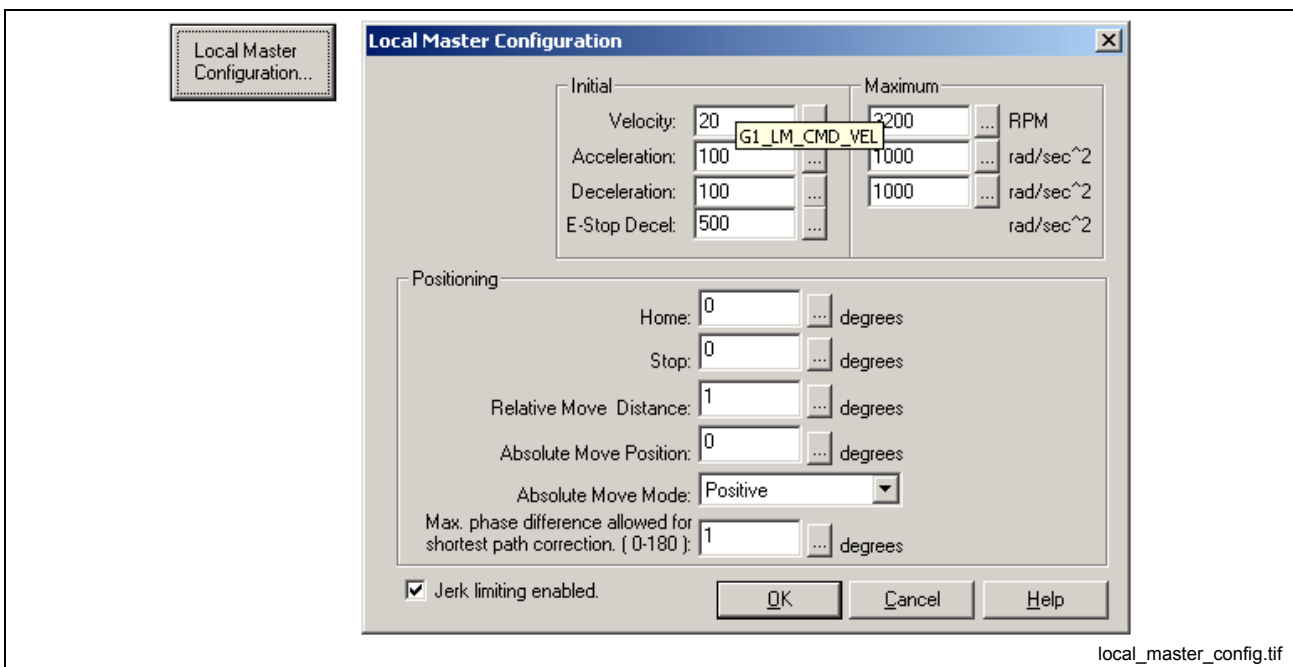 Local Master
Configuration...
Local Master Configuration
Initial
Maximum
Velocity: 20 ... 3200 ... RPM
G1_LM_CMD_VEL
Acceleration: 100 ... 1000 ... rad/sec^2
Deceleration: 100 ... 1000 ... rad/sec^2
E-Stop Decel: 500 ... rad/sec^2
Positioning
Home: 0 ... degrees
Stop: 0 ... degrees
Relative Move Distance: 1 ... degrees
Absolute Move Position: 0 ... degrees
Absolute Move Mode: Positive
Max. phase difference allowed for
shortest path correction. ( 0-180 ): 1 ... degrees
Jerk limiting enabled.
OK
Cancel
Help
local_master_config.tif